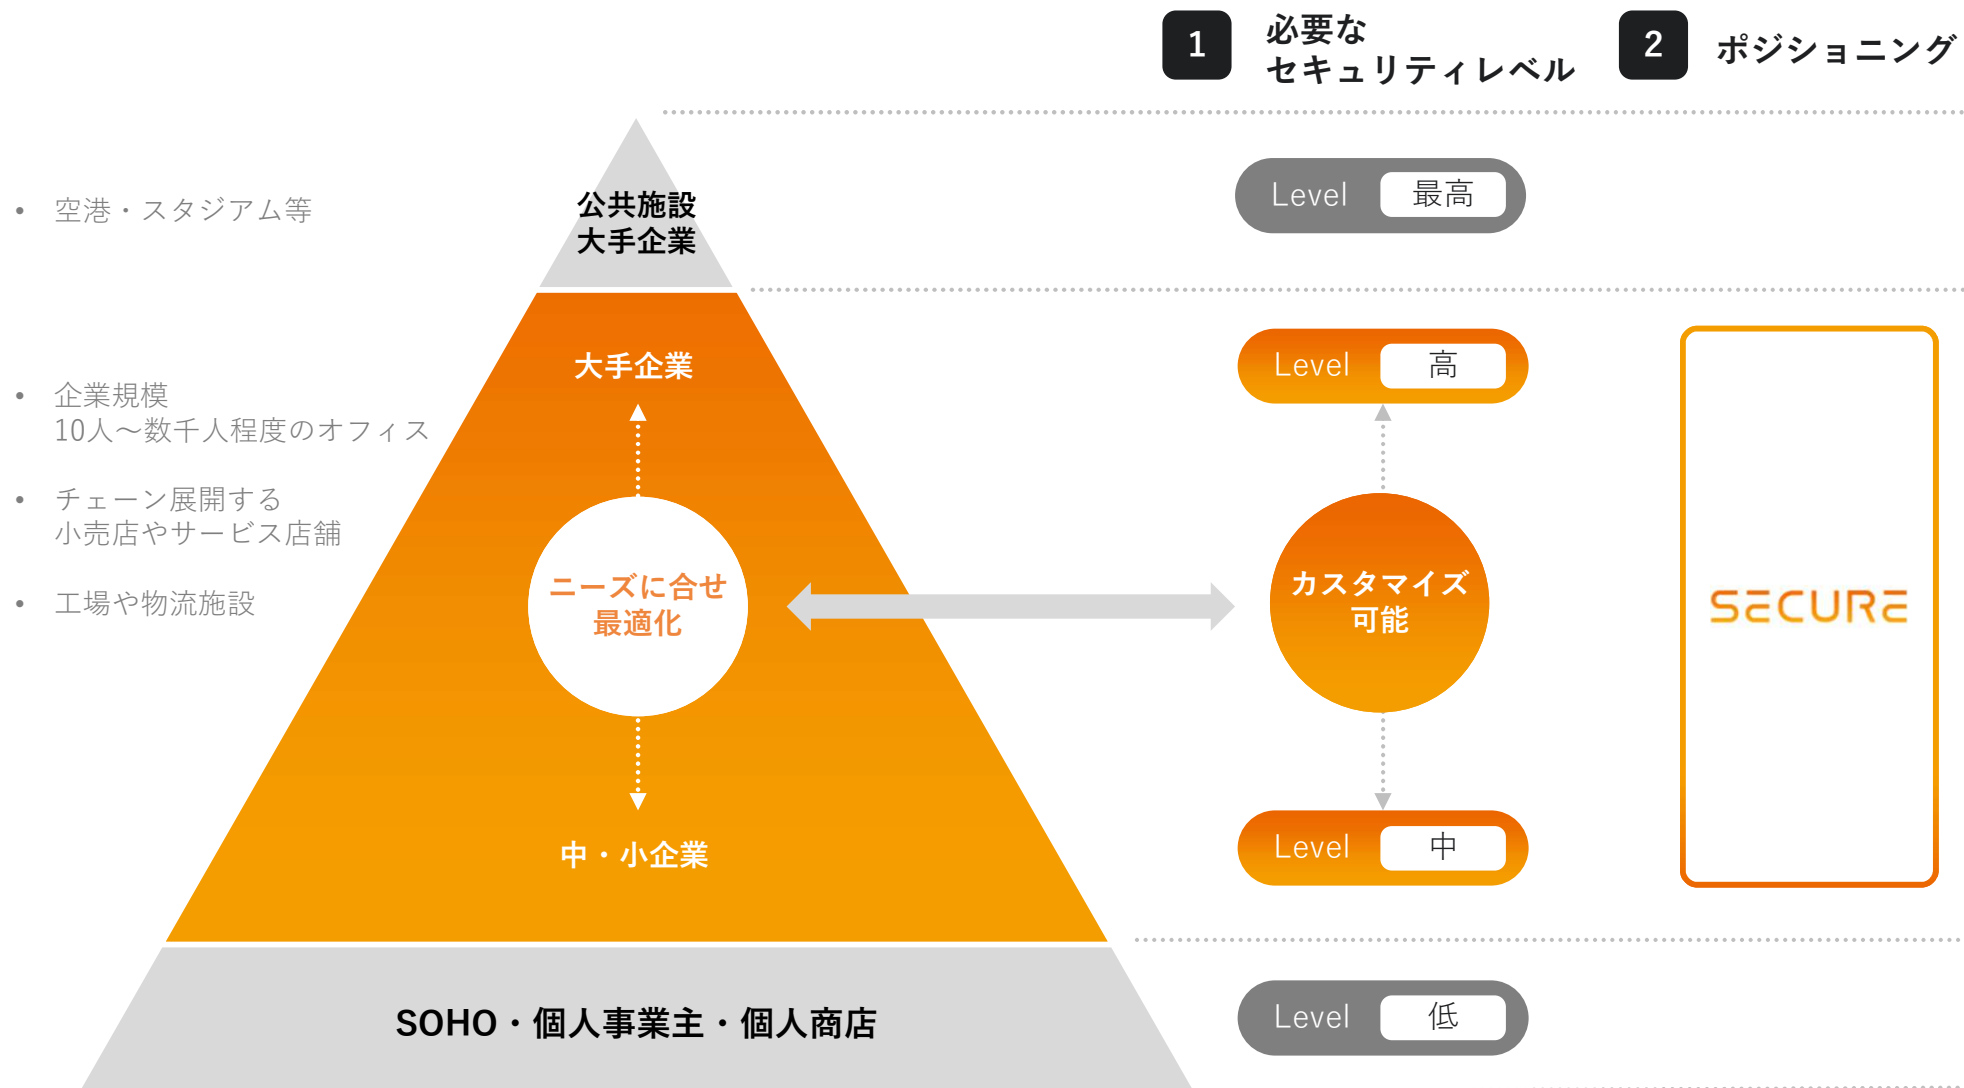 1
必要な
セキュリティレベル
2
ポジショニング
• 空港・スタジアム等
公共施設
大手企業
Level 最高
• 企業規模
10人〜数千人程度のオフィス
• チェーン展開する
小売店やサービス店舗
• 工場や物流施設
大手企業
ニーズに合せ
最適化
中・小企業
Level 高
カスタマイズ
可能
Level 中
SECURE
SOHO・個人事業主・個人商店
Level 低